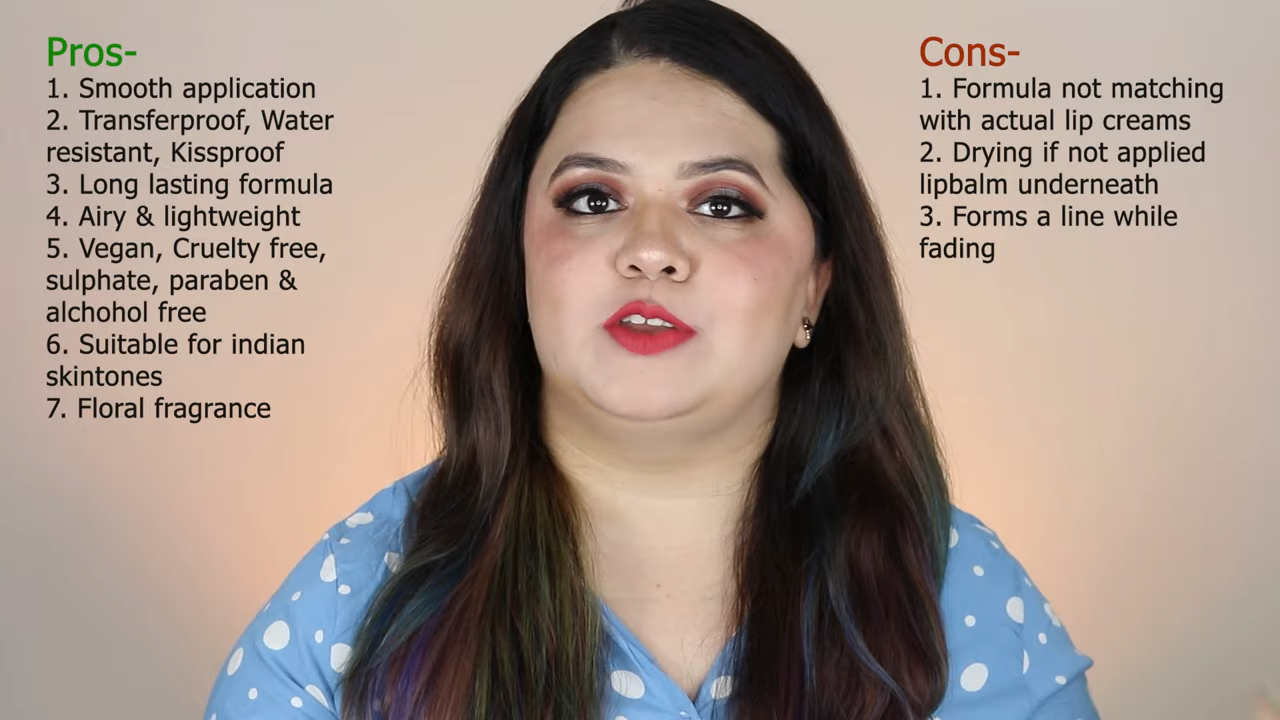 Pros-
1. Smooth application
2. Transferproof, Water
resistant, Kissproof
3. Long lasting formula
4. Airy & lightweight
5. Vegan, Cruelty free,
sulphate, paraben &
alchohol free
6. Suitable for indian
skintones
7. Floral fragrance
Cons-
1. Formula not matching
with actual lip creams
2. Drying if not applied
lipbalm underneath
3. Forms a line while
fading